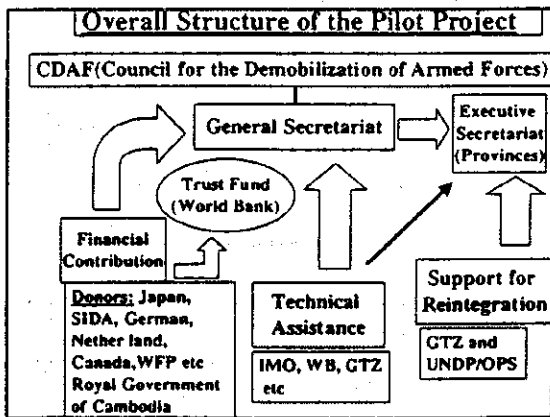 Overall Structure of the Pilot Project
CDAF(Council for the Demobilization of Armed Forces)
General Secretariat
Executive
Secretariat
(Provinces)
Trust Fund
(World Bank)
Financial
Contribution
Donors: Japan,
SIDA, German,
Nether land,
Canada,WFP etc
Royal Government
of Cambodia
Technical
Assistance
IMO, WB, GTZ
etc
Support for
Reintegration
GTZ and
UNDP/OPS